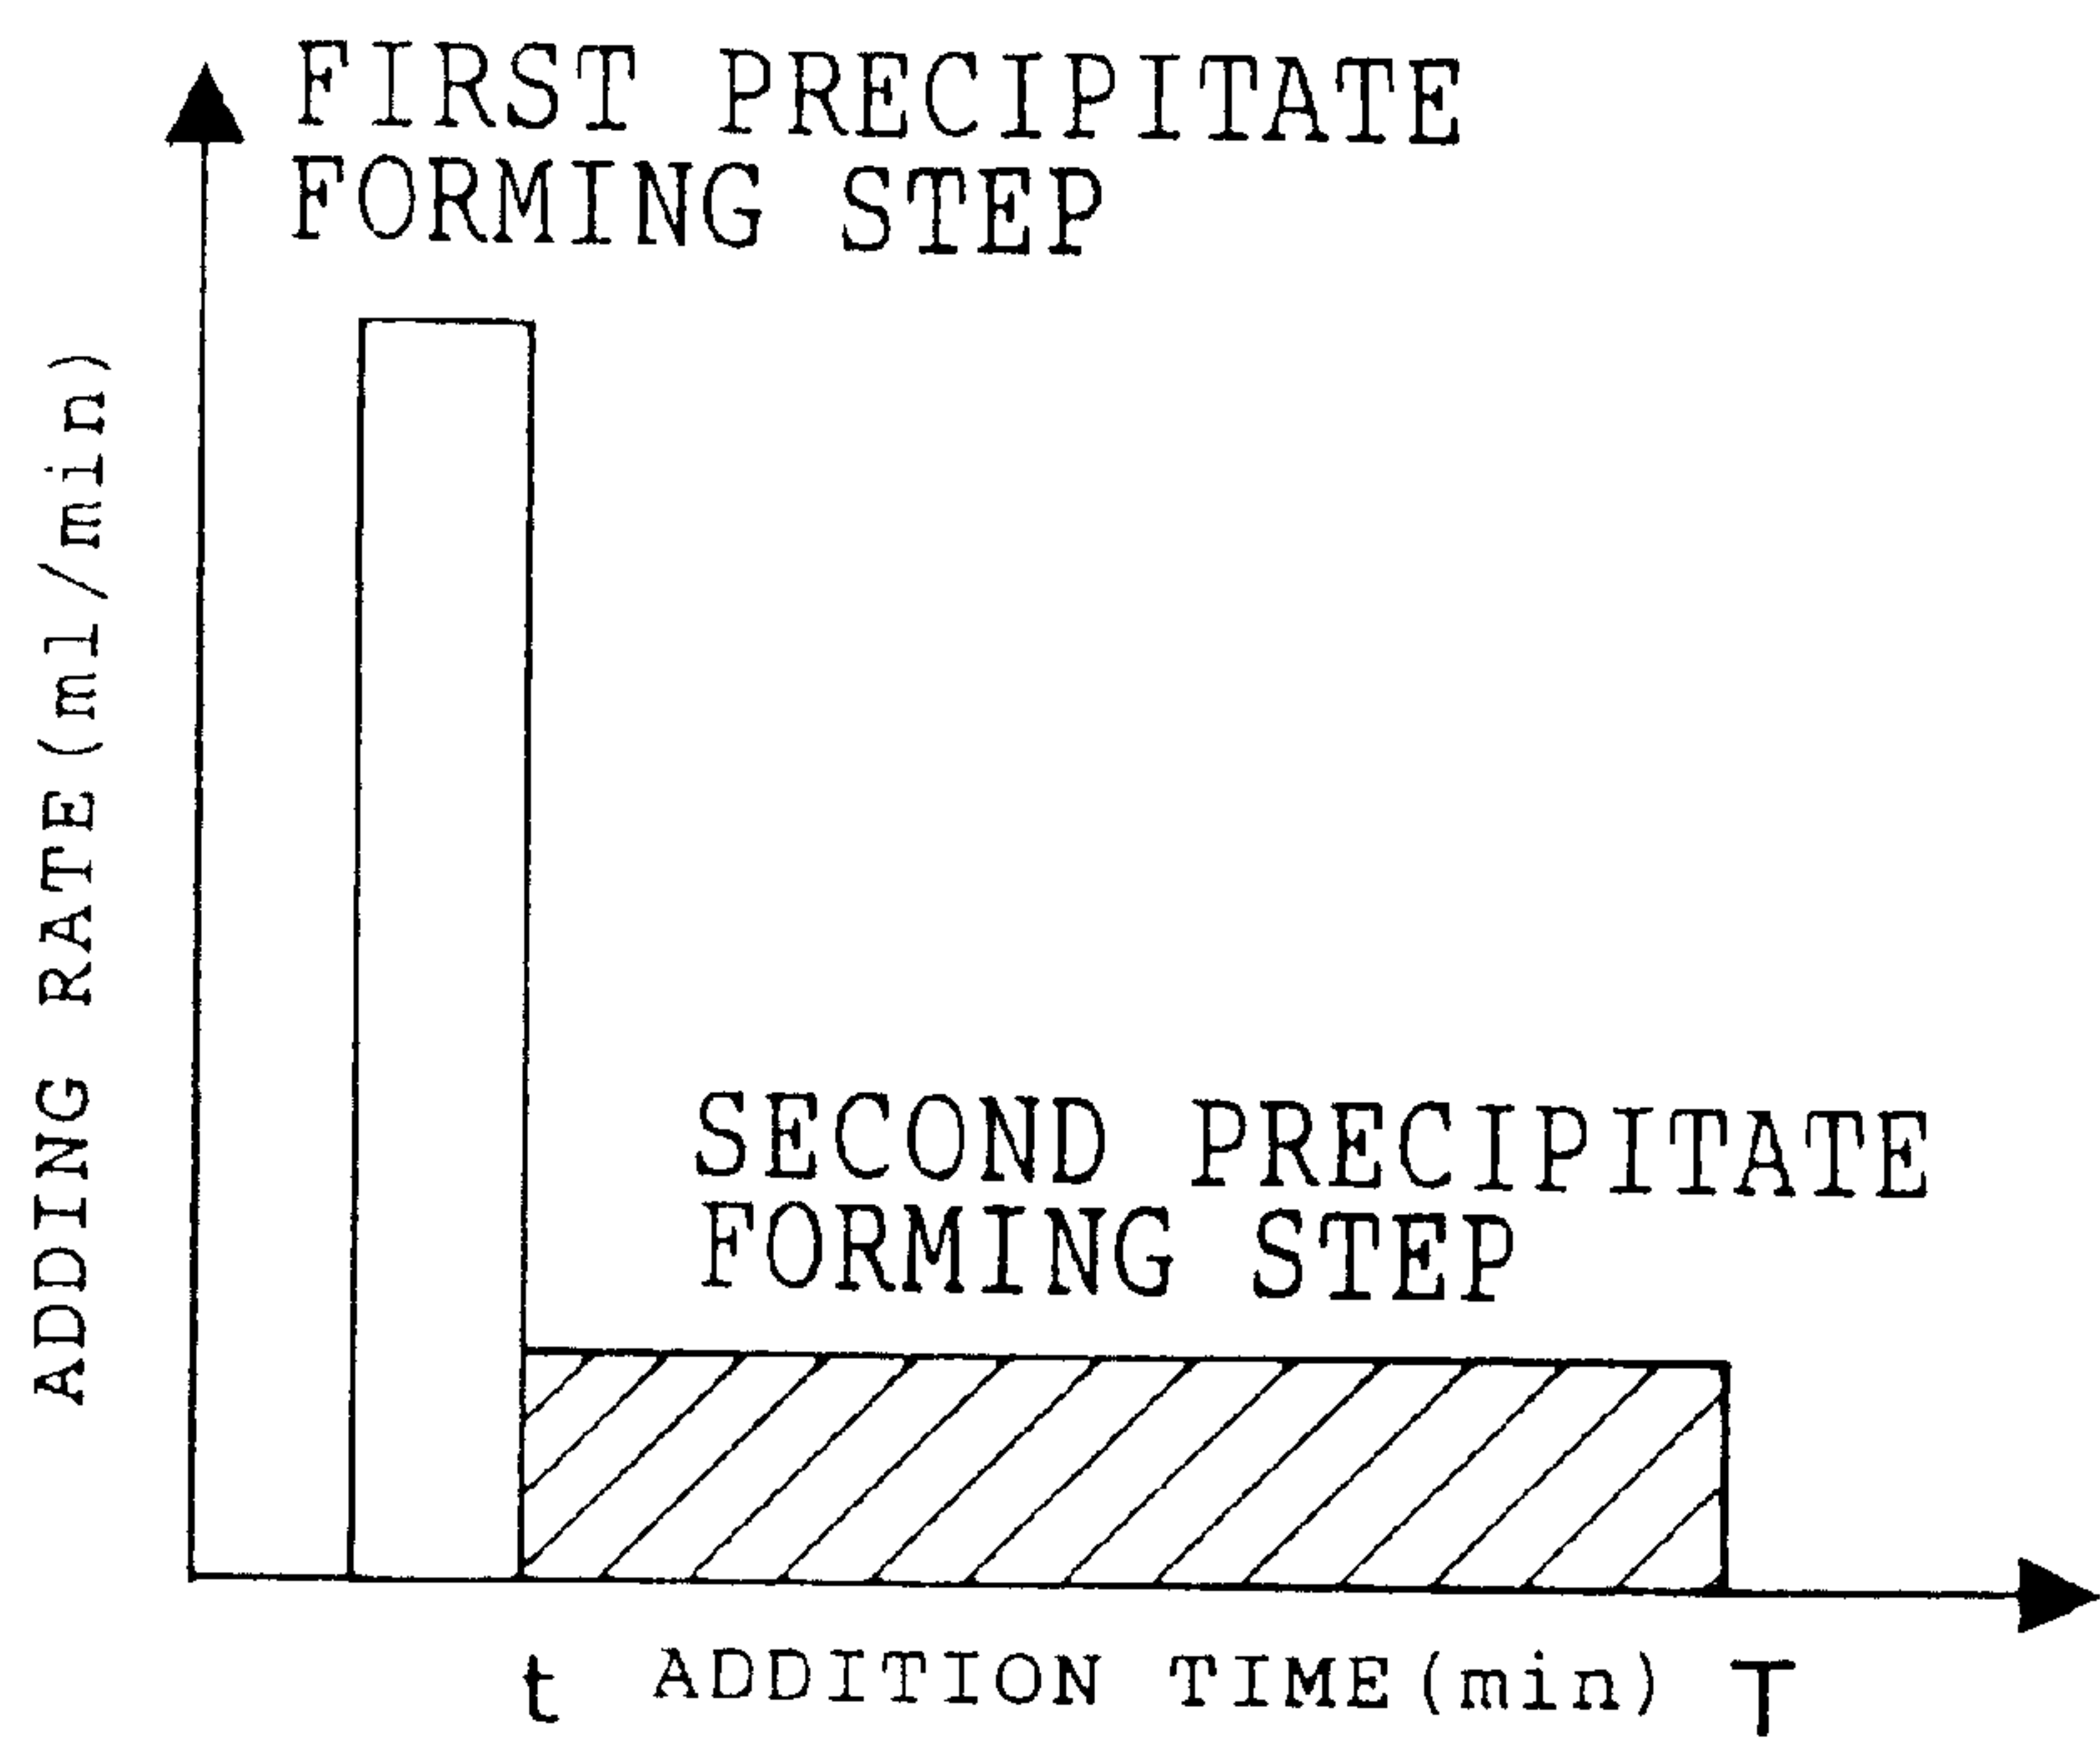 FIRST PRECIPITATE
FORMING STEP
ADDING RATE(ml/min)
SECOND PRECIPITATE
FORMING STEP
t ADDITION TIME(min) T